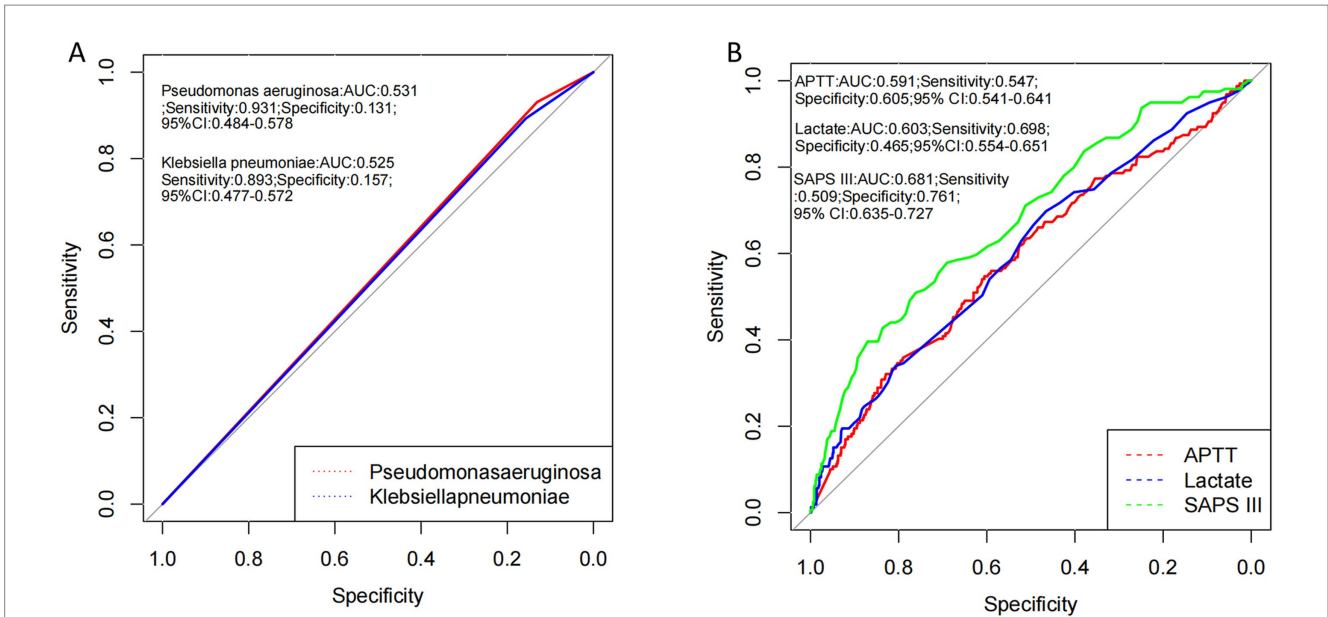 A
Pseudomonas aeruginosa:AUC:0.531
;Sensitivity:0.931;Specificity:0.131;
95%CI:0.484-0.578
Klebsiella pneumoniae:AUC:0.525
Sensitivity:0.893;Specificity:0.157;
95%CI:0.477-0.572
Sensitivity
1.0
0.8
0.6
0.4
0.2
0.0
Pseudomonasaeruginosa
Klebsiellapneumoniae
1.0 0.8 0.6 0.4 0.2 0.0
Specificity
B
APTT:AUC:0.591;Sensitivity:0.547;
Specificity:0.605;95% CI:0.541-0.641
Lactate:AUC:0.603;Sensitivity:0.698;
Specificity:0.465;95%CI:0.554-0.651
SAPS III:AUC:0.681;Sensitivity
:0.509;Specificity:0.761;
95% CI:0.635-0.727
Sensitivity
1.0
0.8
0.6
0.4
0.2
0.0
APTT
Lactate
SAPS III
1.0 0.8 0.6 0.4 0.2 0.0
Specificity